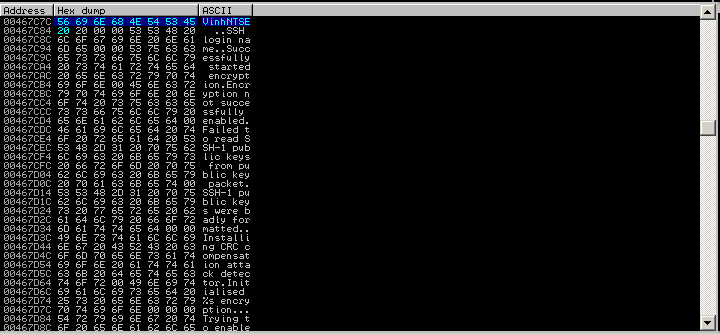 Address Hex dump ASCII
00467C7C 56 69 6E 68 4E 54 53 45 VinhNTSE
00467C84 20 20 00 00 53 53 48 20 ..SSH
00467C8C 6C 6F 67 69 6E 20 6E 61 login na
00467C94 6D 65 00 00 53 75 63 63 me..Succ
00467C9C 65 73 73 66 75 6C 6C 79 essfully
00467CA4 20 73 74 61 72 74 65 64 started
00467CAC 20 65 6E 63 72 79 70 74 encrypt
00467CB4 69 6F 6E 00 45 6E 63 72 ion.Encr
00467CBC 79 70 74 69 6F 6E 20 6E yption n
00467CC4 6F 74 20 73 75 63 63 65 ot succe
00467CCC 73 73 66 75 6C 6C 79 20 ssfully
00467CD4 65 6E 61 62 6C 65 64 00 enabled.
00467CDC 46 61 69 6C 65 64 20 74 Failed t
00467CE4 6F 20 72 65 61 64 20 53 o read S
00467CEC 53 48 2D 31 20 70 75 62 SH-1 pub
00467CF4 6C 69 63 20 6B 65 79 73 lic keys
00467CFC 20 66 72 6F 6D 20 70 75 from pu
00467D04 62 6C 69 63 20 6B 65 79 blic key
00467D0C 20 70 61 63 6B 65 74 00 packet.
00467D14 53 53 48 2D 31 20 70 75 SSH-1 pu
00467D1C 62 6C 69 63 20 6B 65 79 blic key
00467D24 73 20 77 65 72 65 20 62 s were b
00467D2C 61 64 6C 79 20 66 6F 72 adly for
00467D34 6D 61 74 74 65 64 00 00 matted..
00467D3C 49 6E 73 74 61 6C 6C 69 Installi
00467D44 6E 67 20 43 52 43 20 63 ng CRC c
00467D4C 6F 6D 70 65 6E 73 61 74 ompensat
00467D54 69 6F 6E 20 61 74 74 61 ion atta
00467D5C 63 6B 20 64 65 74 65 63 ck detec
00467D64 74 6F 72 00 49 6E 69 74 tor.Init
00467D6C 69 61 6C 69 73 65 64 20 ialised
00467D74 25 73 20 65 6E 63 72 79 %s encry
00467D7C 70 74 69 6F 6E 00 00 00 ption...
00467D84 54 72 79 69 6E 67 20 74 Trying t
00467D8C 6F 20 65 6E 61 62 6C 65 o enable